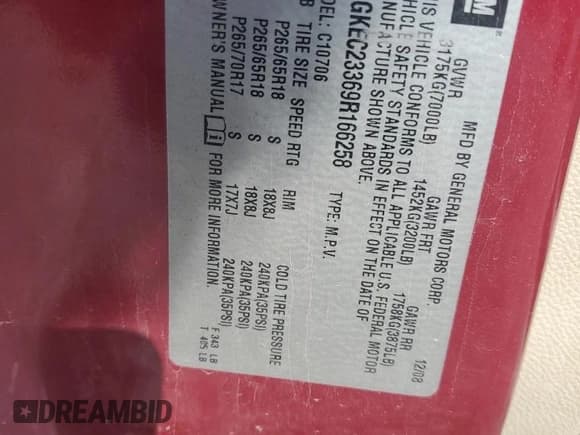 GM
MFD BY GENERAL MOTORS CORP
GVWR GAWR FRT GAWR RR 12/08
3175KG(7000LB) 1452KG(3200LB) 1758KG(3875LB)
IS VEHICLE CONFORMS TO ALL APPLICABLE U.S. FEDERAL MOTOR
HICLE SAFETY STANDARDS IN EFFECT ON THE DATE OF
NUFACTURE SHOWN ABOVE.
GKEC23369R166258 TYPE: M.P.V.
ODEL: C10706
TIRE SIZE SPEED RTG RIM COLD TIRE PRESSURE
P265/65R18 S 18X8J 240KPA(35PSI)
P265/65R18 S 18X8J 240KPA(35PSI)
P265/70R17 S 17X7J 240KPA(35PSI)
WNER'S MANUAL FOR MORE INFORMATION.
F 343 LB
T 405 LB
DREAMBID